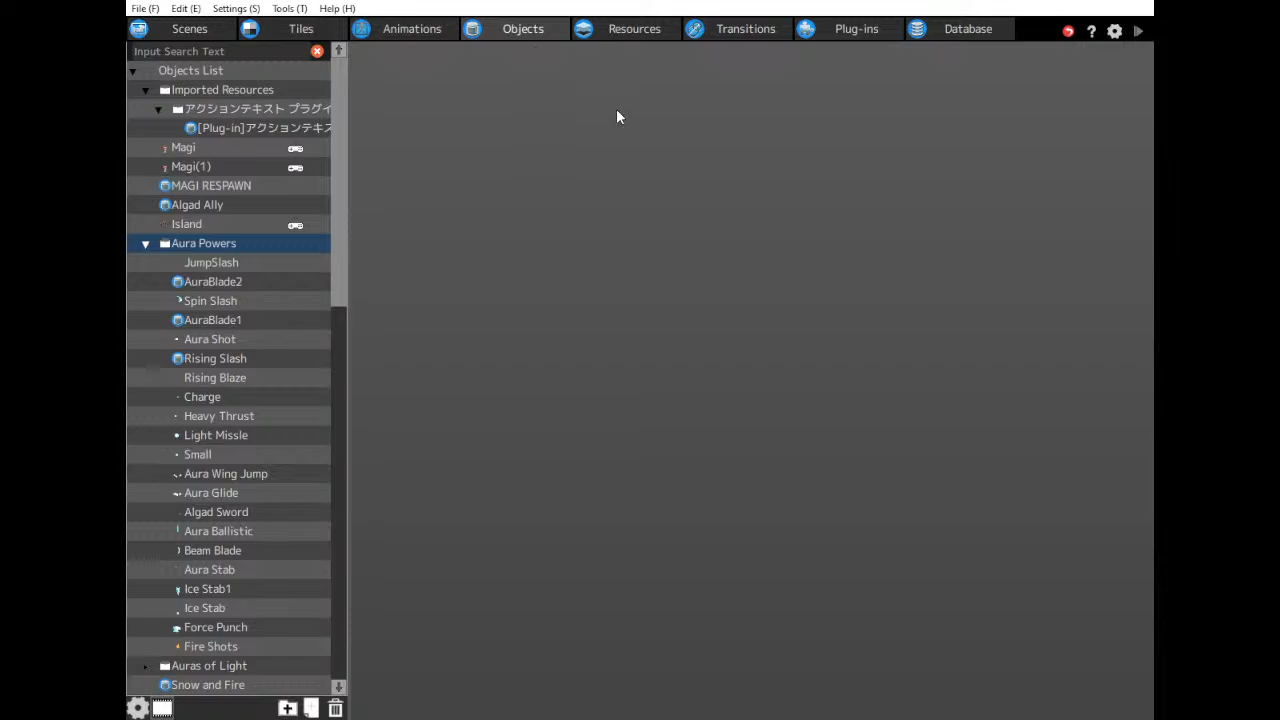 File (F) Edit (E) Settings (S) Tools (T) Help (H)
Scenes Tiles Animations Objects Resources Transitions Plug-ins Database
Input Search Text
Objects List
Imported Resources
アクションテキスト プラグイ
[Plug-in]アクションテキス
Magi
Magi(1)
MAGI RESPAWN
Algad Ally
Island
Aura Powers
JumpSlash
AuraBlade2
Spin Slash
AuraBlade1
Aura Shot
Rising Slash
Rising Blaze
Charge
Heavy Thrust
Light Missle
Small
Aura Wing Jump
Aura Glide
Algad Sword
Aura Ballistic
Beam Blade
Aura Stab
Ice Stab1
Ice Stab
Force Punch
Fire Shots
Auras of Light
Snow and Fire